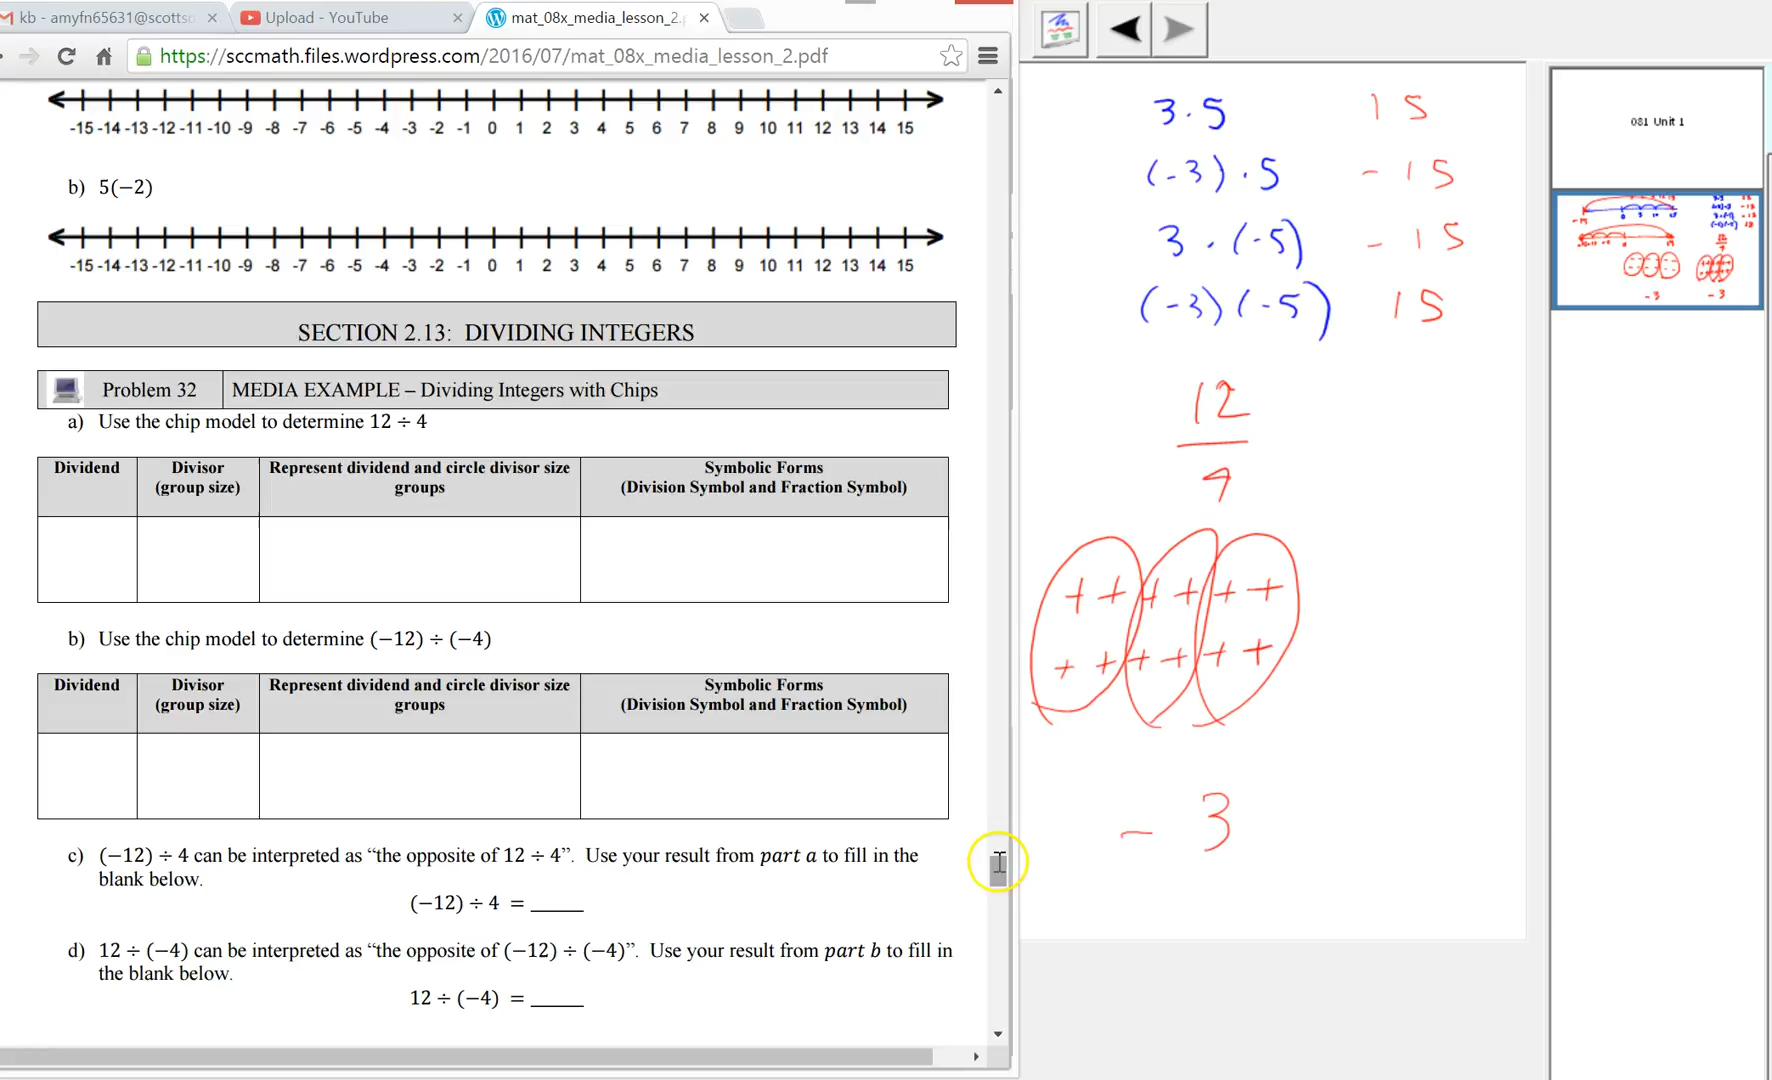 kb - amyfn65631@scotts
Upload - YouTube
mat_08x_media_lesson_2.p
https://sccmath.files.wordpress.com/2016/07/mat_08x_media_lesson_2.pdf
-15 -14 -13 -12 -11 -10 -9 -8 -7 -6 -5 -4 -3 -2 -1 0 1 2 3 4 5 6 7 8 9 10 11 12 13 14 15
b) 5(−2)
-15 -14 -13 -12 -11 -10 -9 -8 -7 -6 -5 -4 -3 -2 -1 0 1 2 3 4 5 6 7 8 9 10 11 12 13 14 15
SECTION 2.13: DIVIDING INTEGERS
Problem 32 MEDIA EXAMPLE – Dividing Integers with Chips
a) Use the chip model to determine 12 ÷ 4
Dividend
Divisor
(group size)
Represent dividend and circle divisor size
groups
Symbolic Forms
(Division Symbol and Fraction Symbol)
b) Use the chip model to determine (−12) ÷ (−4)
Dividend
Divisor
(group size)
Represent dividend and circle divisor size
groups
Symbolic Forms
(Division Symbol and Fraction Symbol)
c) (−12) ÷ 4 can be interpreted as “the opposite of 12 ÷ 4”. Use your result from part a to fill in the
blank below.
(−12) ÷ 4 = _____
d) 12 ÷ (−4) can be interpreted as “the opposite of (−12) ÷ (−4)”. Use your result from part b to fill in
the blank below.
12 ÷ (−4) = _____
3 · 5 15
(-3) · 5 -15
3 · (-5) -15
(-3)(-5) 15
12
4
+ + + + + +
+ + + + + +
- 3
081 Unit 1